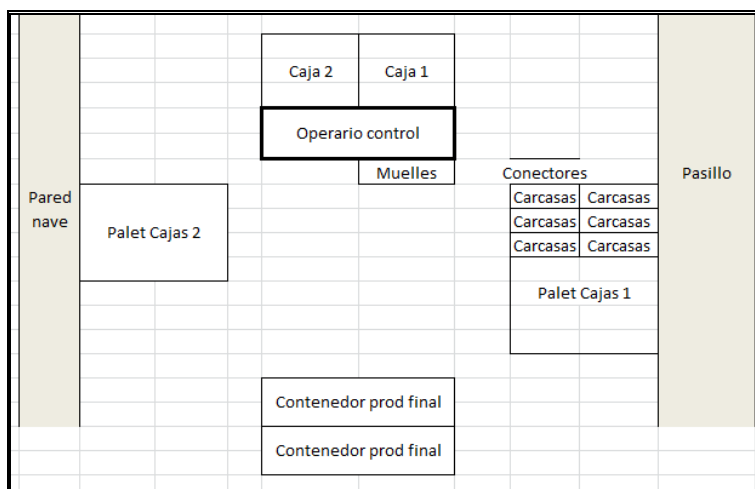 Caja 2 Caja 1
Operario control
Muelles Conectores Pasillo
Pared nave
Carcasas Carcasas
Carcasas Carcasas
Carcasas Carcasas
Palet Cajas 2
Palet Cajas 1
Contenedor prod final
Contenedor prod final